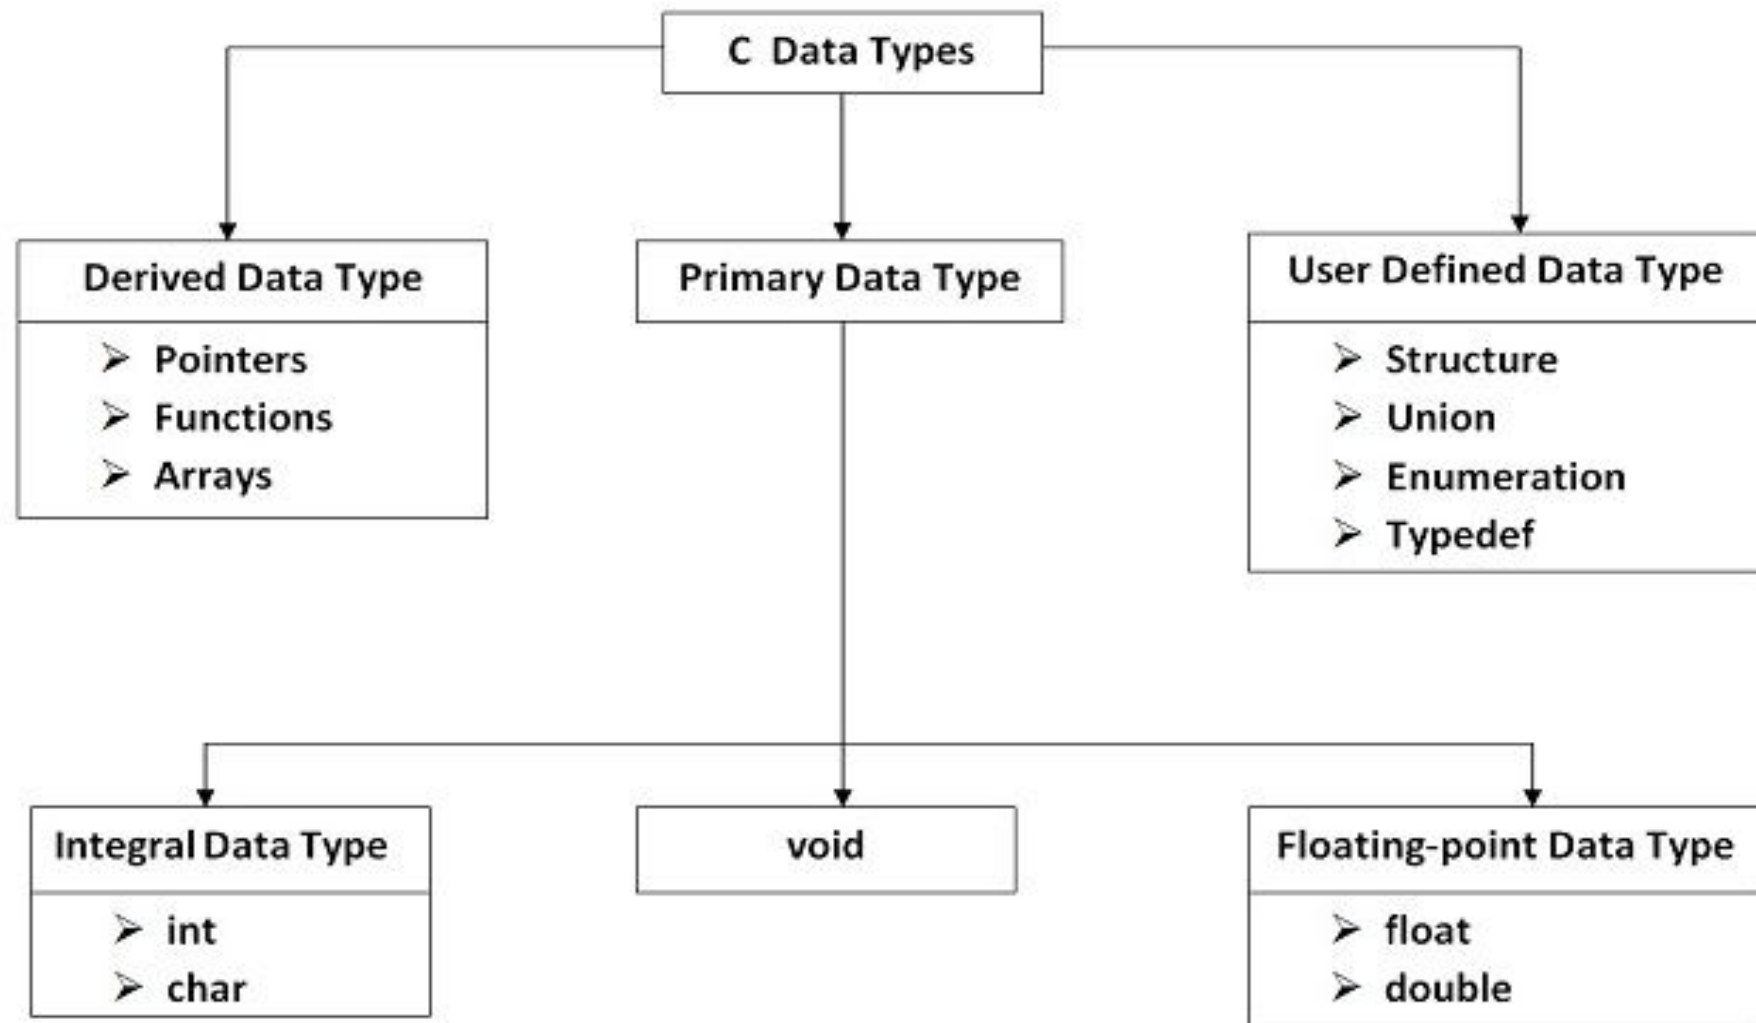 C Data Types
Derived Data Type
➢ Pointers
➢ Functions
➢ Arrays
Primary Data Type
User Defined Data Type
➢ Structure
➢ Union
➢ Enumeration
➢ Typedef
Integral Data Type
➢ int
➢ char
void
Floating-point Data Type
➢ float
➢ double